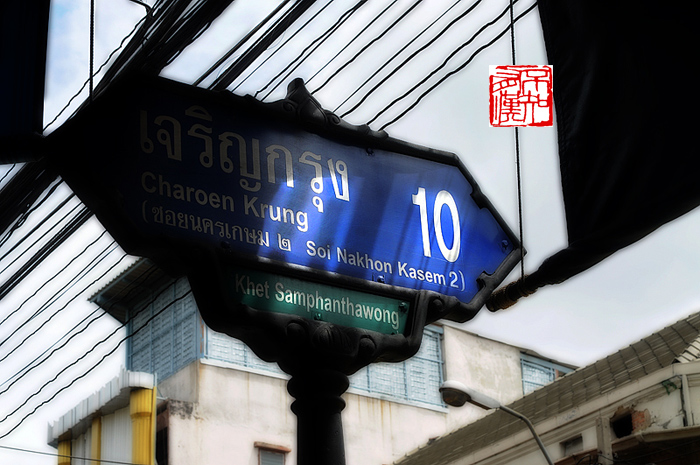 เจริญกรุง
Charoen Krung
10
(ซอยนครเกษม ๒ Soi Nakhon Kasem 2)
Khet Samphanthawong